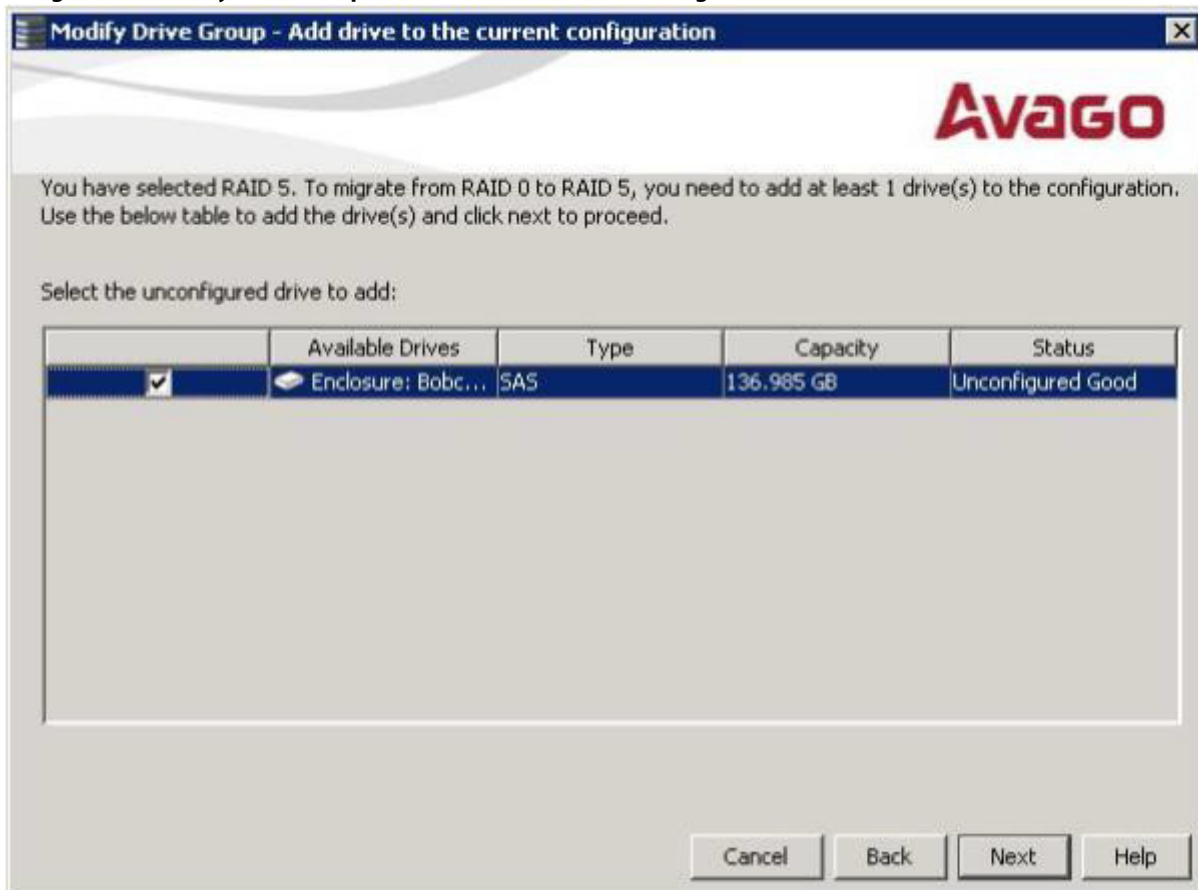 Modify Drive Group - Add drive to the current configuration
Avago
You have selected RAID 5. To migrate from RAID 0 to RAID 5, you need to add at least 1 drive(s) to the configuration.
Use the below table to add the drive(s) and click next to proceed.
Select the unconfigured drive to add:
Available Drives Type Capacity Status
Enclosure: Bobc... SAS 136.985 GB Unconfigured Good
Cancel Back Next Help